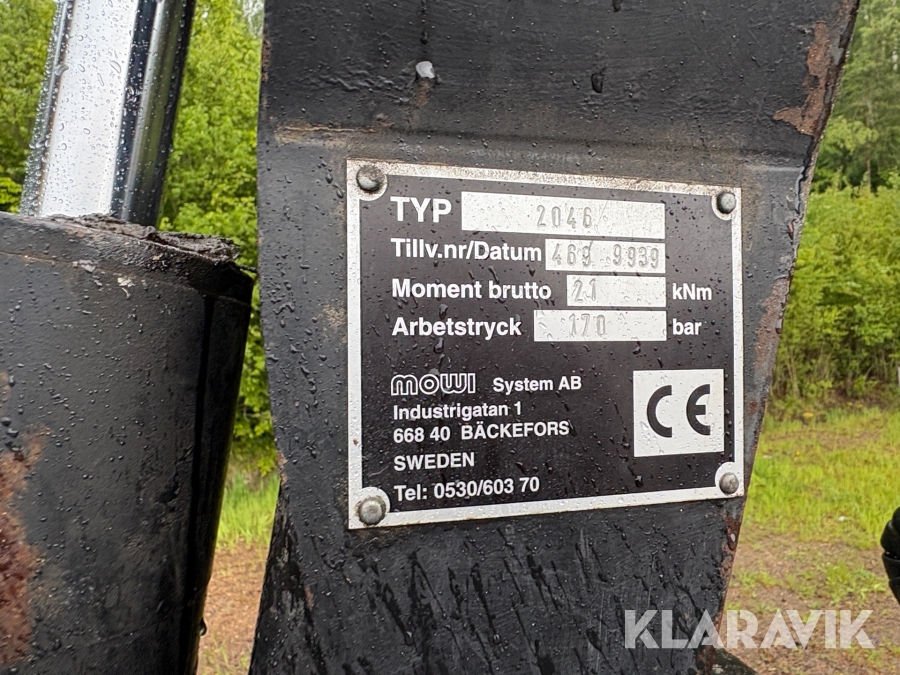 TYP 2046
Tillv.nr/Datum 469 9939
Moment brutto 21 kNm
Arbetstryck 170 bar
mowi System AB
Industrigatan 1
668 40 BÄCKEFORS
SWEDEN
Tel: 0530/603 70
CE
KLARAVIK